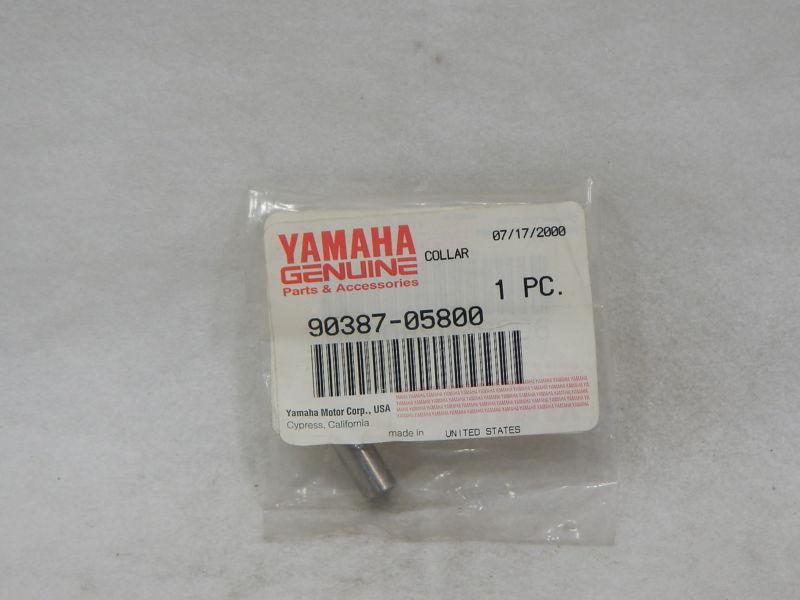 YAMAHA
GENUINE
Parts & Accessories
COLLAR
07/17/2000
1 PC.
90387-05800
Yamaha Motor Corp., USA
Cypress, California
made in UNITED STATES